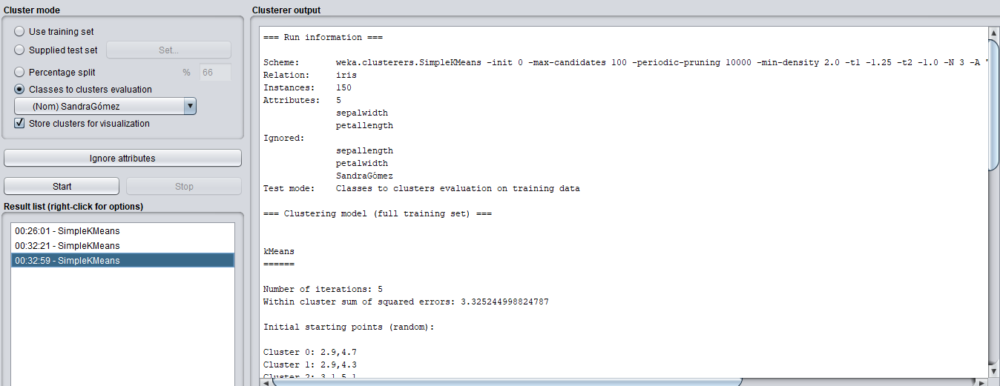 Cluster mode
Use training set
Supplied test set Set...
Percentage split % 66
Classes to clusters evaluation
(Nom) SandraGómez
Store clusters for visualization
Ignore attributes
Start Stop
Result list (right-click for options)
00:26:01 - SimpleKMeans
00:32:21 - SimpleKMeans
00:32:59 - SimpleKMeans
Clusterer output
=== Run information ===
Scheme: weka.clusterers.SimpleKMeans -init 0 -max-candidates 100 -periodic-pruning 10000 -min-density 2.0 -t1 -1.25 -t2 -1.0 -N 3 -A "
Relation: iris
Instances: 150
Attributes: 5
sepalwidth
petallength
Ignored:
sepallength
petalwidth
SandraGómez
Test mode: Classes to clusters evaluation on training data
=== Clustering model (full training set) ===
kMeans
======
Number of iterations: 5
Within cluster sum of squared errors: 3.325244998824787
Initial starting points (random):
Cluster 0: 2.9,4.7
Cluster 1: 2.9,4.3
Cluster 2: 3.1,5.1